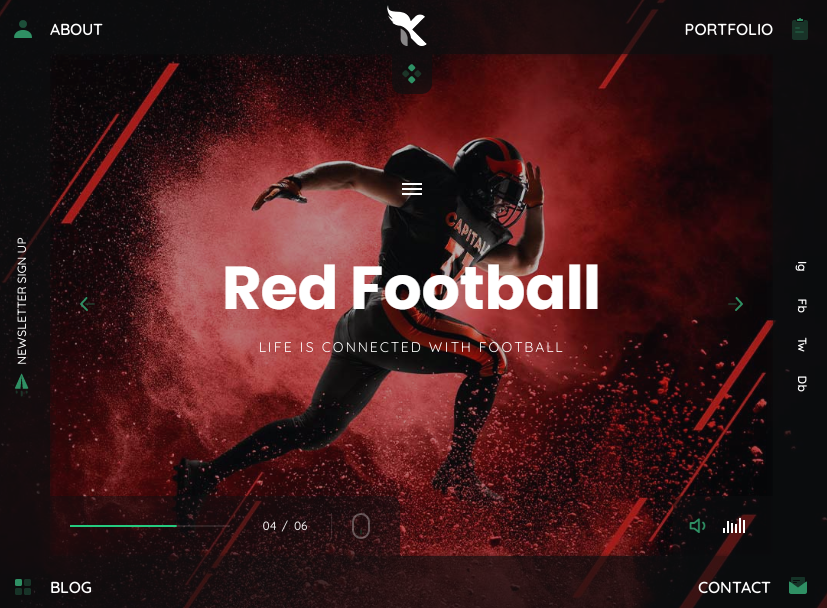 ABOUT
PORTFOLIO
CAPITAL
Red Football
LIFE IS CONNECTED WITH FOOTBALL
NEWSLETTER SIGN UP
Ig
Fb
Tw
Db
04 / 06
BLOG
CONTACT